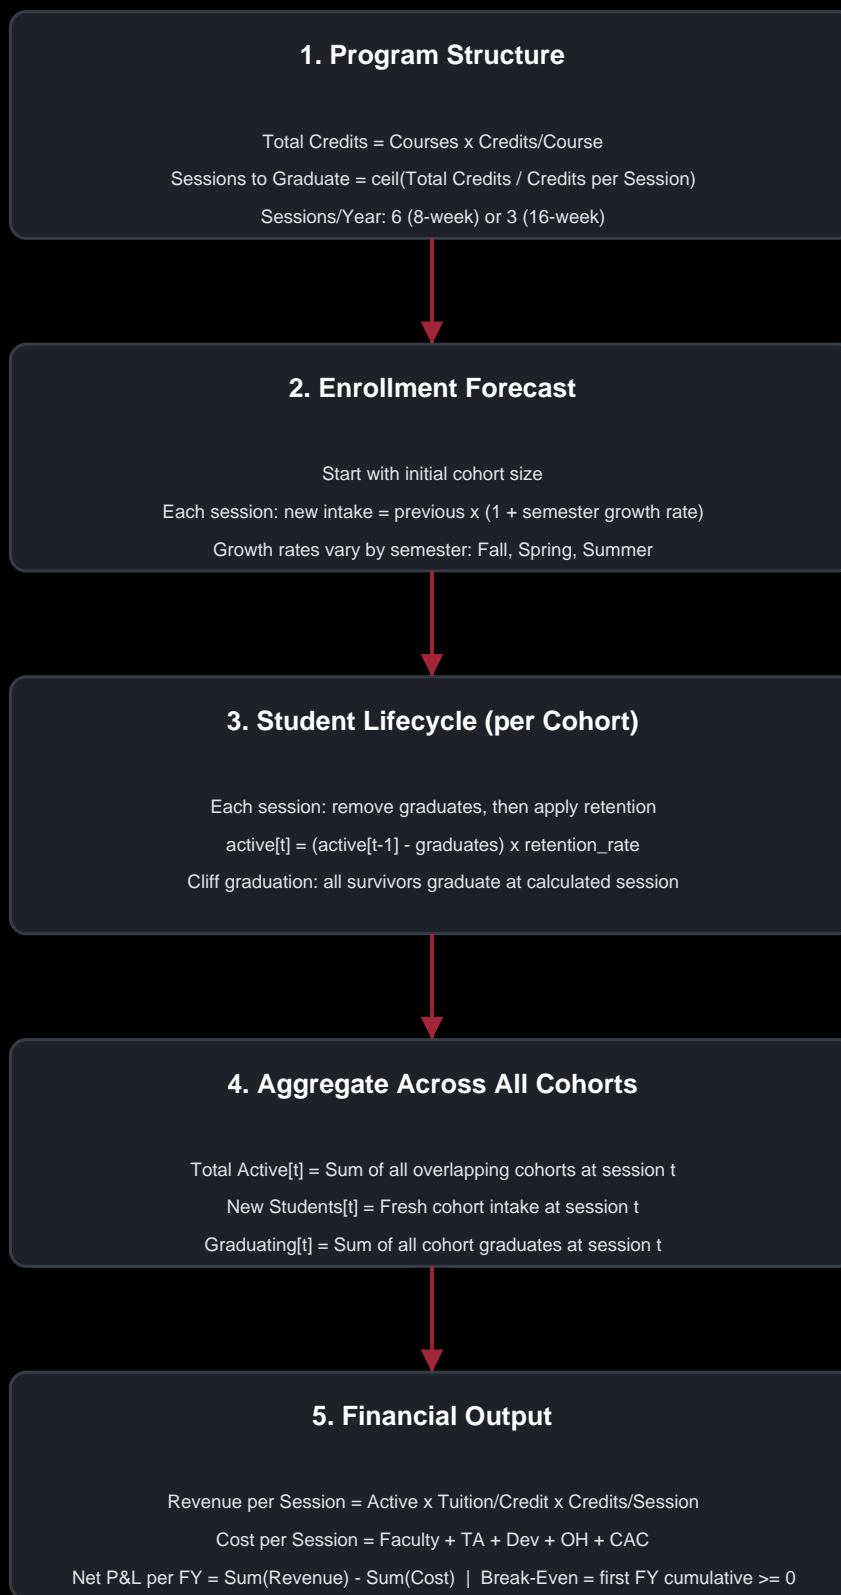 1. Program Structure
Total Credits = Courses x Credits/Course
Sessions to Graduate = ceil(Total Credits / Credits per Session)
Sessions/Year: 6 (8-week) or 3 (16-week)
2. Enrollment Forecast
Start with initial cohort size
Each session: new intake = previous x (1 + semester growth rate)
Growth rates vary by semester: Fall, Spring, Summer
3. Student Lifecycle (per Cohort)
Each session: remove graduates, then apply retention
active[t] = (active[t-1] - graduates) x retention_rate
Cliff graduation: all survivors graduate at calculated session
4. Aggregate Across All Cohorts
Total Active[t] = Sum of all overlapping cohorts at session t
New Students[t] = Fresh cohort intake at session t
Graduating[t] = Sum of all cohort graduates at session t
5. Financial Output
Revenue per Session = Active x Tuition/Credit x Credits/Session
Cost per Session = Faculty + TA + Dev + OH + CAC
Net P&L per FY = Sum(Revenue) - Sum(Cost) | Break-Even = first FY cumulative >= 0